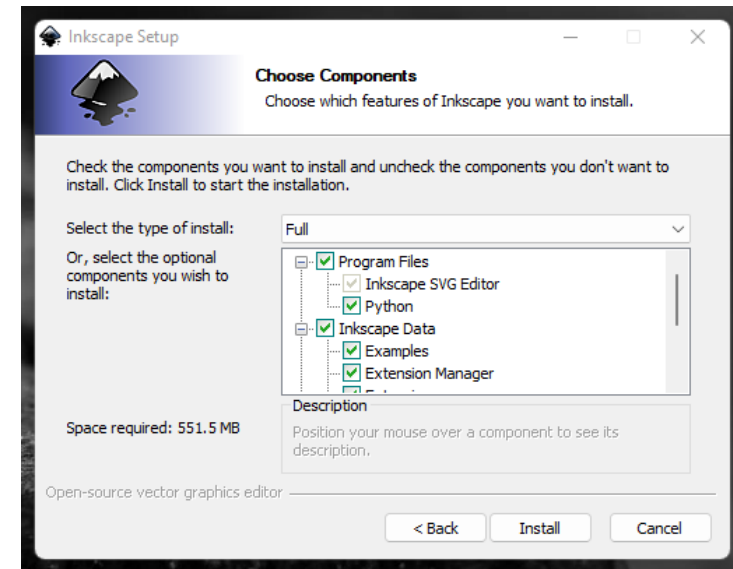 Inkscape Setup
Choose Components
Choose which features of Inkscape you want to install.
Check the components you want to install and uncheck the components you don't want to
install. Click Install to start the installation.
Select the type of install:
Full
Or, select the optional
components you wish to
install:
Program Files
Inkscape SVG Editor
Python
Inkscape Data
Examples
Extension Manager
Space required: 551.5 MB
Description
Position your mouse over a component to see its
description.
Open-source vector graphics editor
< Back
Install
Cancel